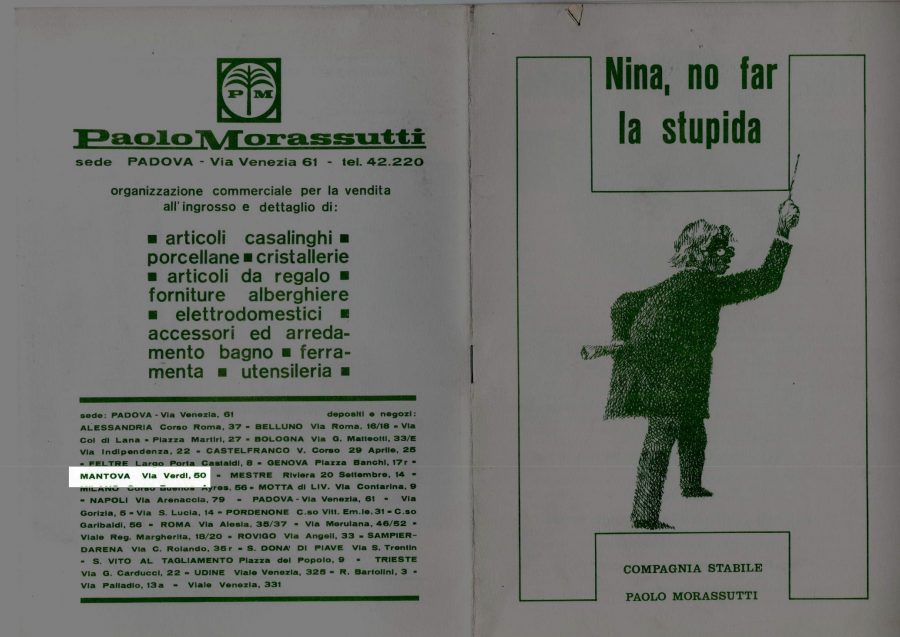 P M
Paolo Morassutti
sede PADOVA - Via Venezia 61 - tel. 42.220
organizzazione commerciale per la vendita
all'ingrosso e dettaglio di:
■ articoli casalinghi ■
porcellane ■ cristallerie
■ articoli da regalo ■
forniture alberghiere
■ elettrodomestici ■
accessori ed arreda-
mento bagno ■ ferra-
menta ■ utensileria ■
sede: PADOVA - Via Venezia, 61 depositi e negozi:
ALESSANDRIA Corso Roma, 37 - BELLUNO Via Roma, 16/18 - Via
Col di Lana - Piazza Martiri, 27 - BOLOGNA Via G. Matteotti, 33/E
Via Indipendenza, 22 - CASTELFRANCO V. Corso 29 Aprile, 25
- FELTRE Largo Porta Castaldi, 8 - GENOVA Piazza Banchi, 17r -
MANTOVA Via Verdi, 50 - MESTRE Riviera 20 Settembre, 14 -
MILANO Corso Buenos Ayres, 56 - MOTTA di LIV. Via Contarina, 9
- NAPOLI Via Arenaccia, 79 - PADOVA - Via Venezia, 61 - Via
Gorizia, 5 - Via S. Lucia, 14 - PORDENONE C.so Vitt. Em.le, 31 - C.so
Garibaldi, 56 - ROMA Via Alesia, 35/37 - Via Merulana, 46/52 -
Viale Reg. Margherita, 18/20 - ROVIGO Via Angeli, 33 - SAMPIER-
DARENA Via C. Rolando, 35r - S. DONA' DI PIAVE Via S. Trentin
- S. VITO AL TAGLIAMENTO Piazza del Popolo, 9 - TRIESTE
Via G. Carducci, 22 - UDINE Viale Venezia, 325 - R. Bartolini, 3 -
Via Palladio, 13a - Viale Venezia, 331
Nina, no far
la stupida
COMPAGNIA STABILE
PAOLO MORASSUTTI